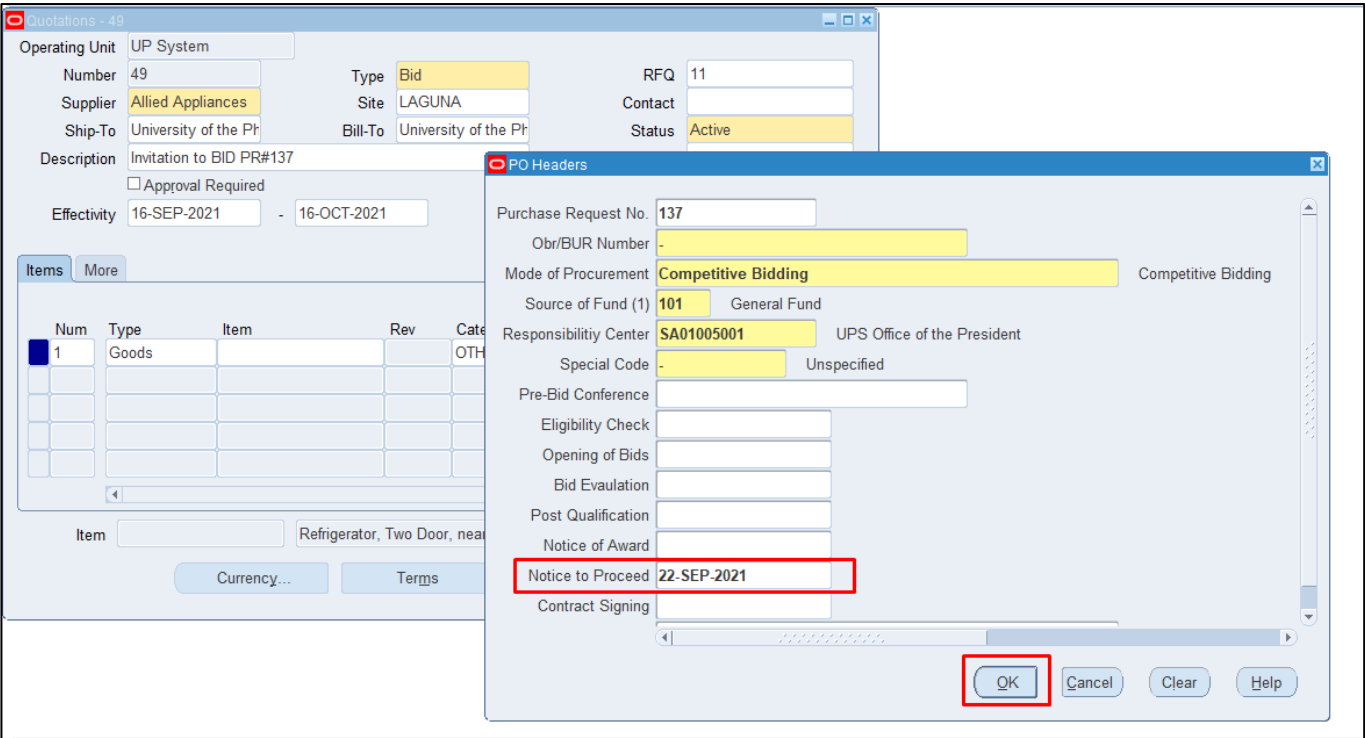 Quotations - 49
Operating Unit UP System
Number 49 Type Bid RFQ 11
Supplier Allied Appliances Site LAGUNA Contact
Ship-To University of the Ph Bill-To University of the Ph Status Active
Description Invitation to BID PR#137
Approval Required
Effectivity 16-SEP-2021 - 16-OCT-2021
Items More
Num Type Item Rev Cate
1 Goods OTH
Item Refrigerator, Two Door, near
Currency... Terms
PO Headers
Purchase Request No. 137
Obr/BUR Number -
Mode of Procurement Competitive Bidding Competitive Bidding
Source of Fund (1) 101 General Fund
Responsibilitiy Center SA01005001 UPS Office of the President
Special Code - Unspecified
Pre-Bid Conference
Eligibility Check
Opening of Bids
Bid Evaulation
Post Qualification
Notice of Award
Notice to Proceed 22-SEP-2021
Contract Signing
OK Cancel Clear Help